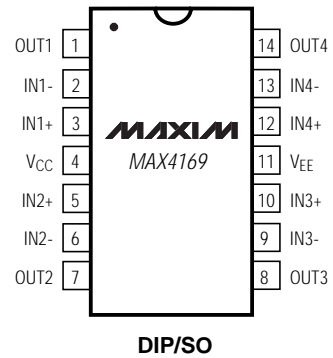 OUT1 1 14 OUT4
IN1- 2 13 IN4-
IN1+ 3 MAXIM 12 IN4+
VCC 4 MAX4169 11 VEE
IN2+ 5 10 IN3+
IN2- 6 9 IN3-
OUT2 7 8 OUT3
DIP/SO